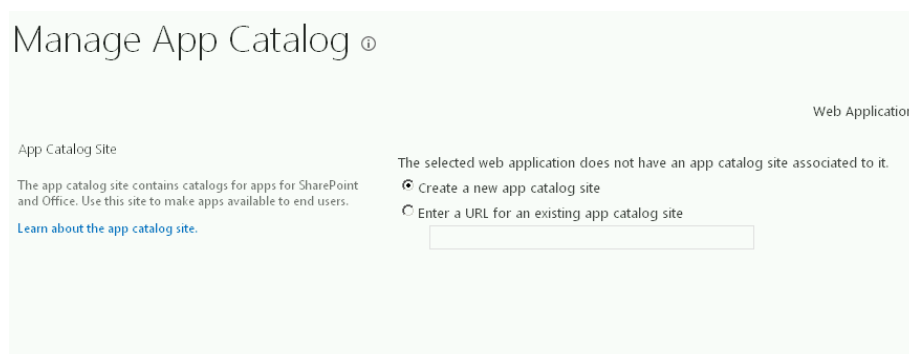 Manage App Catalog
Web Application
App Catalog Site
The selected web application does not have an app catalog site associated to it.
The app catalog site contains catalogs for apps for SharePoint
and Office. Use this site to make apps available to end users.
Learn about the app catalog site.
Create a new app catalog site
Enter a URL for an existing app catalog site